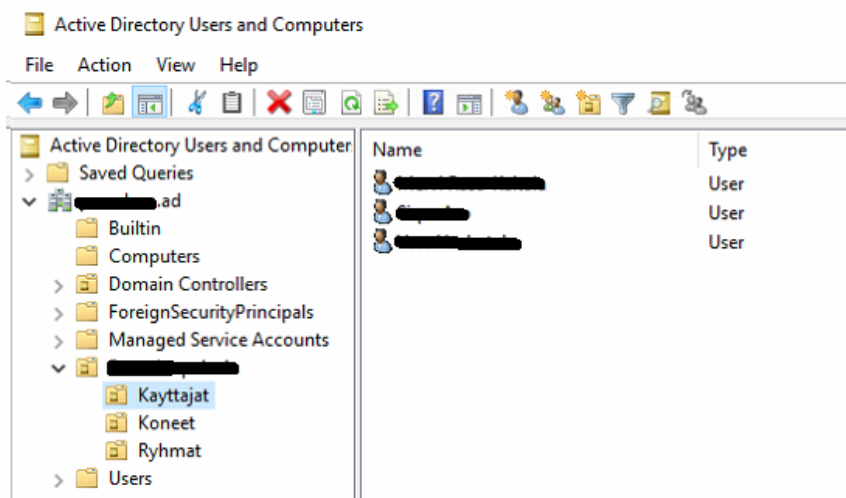 Active Directory Users and Computers
File Action View Help
Active Directory Users and Computer
Saved Queries
.ad
Builtin
Computers
Domain Controllers
ForeignSecurityPrincipals
Managed Service Accounts
Kayttajat
Koneet
Ryhmat
Users
Name Type
User
User
User